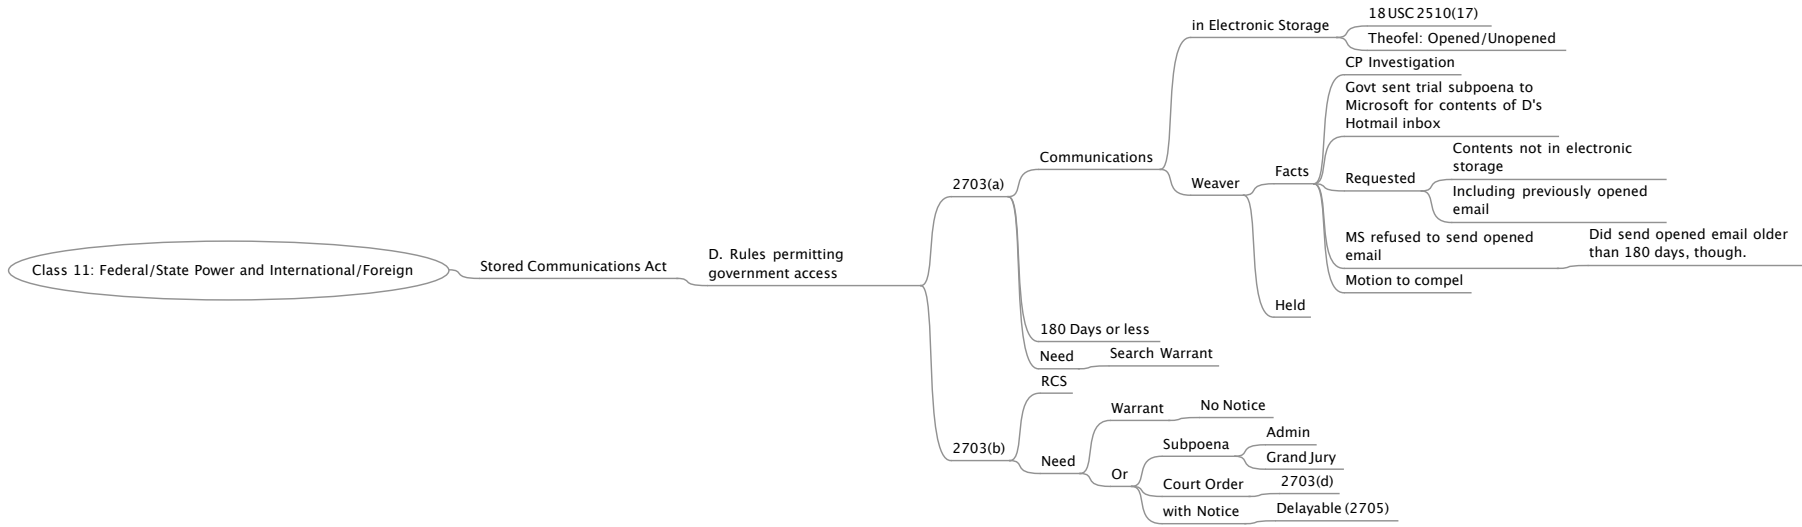 Class 11: Federal/State Power and International/Foreign
Stored Communications Act
D. Rules permitting
government access
2703(a)
Communications
in Electronic Storage
18 USC 2510(17)
Theofel: Opened/Unopened
Weaver
Facts
CP Investigation
Govt sent trial subpoena to
Microsoft for contents of D's
Hotmail inbox
Requested
Contents not in electronic
storage
Including previously opened
email
MS refused to send opened
email
Did send opened email older
than 180 days, though.
Motion to compel
Held
180 Days or less
Need
Search Warrant
2703(b)
RCS
Need
Warrant
No Notice
Or
Subpoena
Admin
Grand Jury
Court Order
2703(d)
with Notice
Delayable (2705)